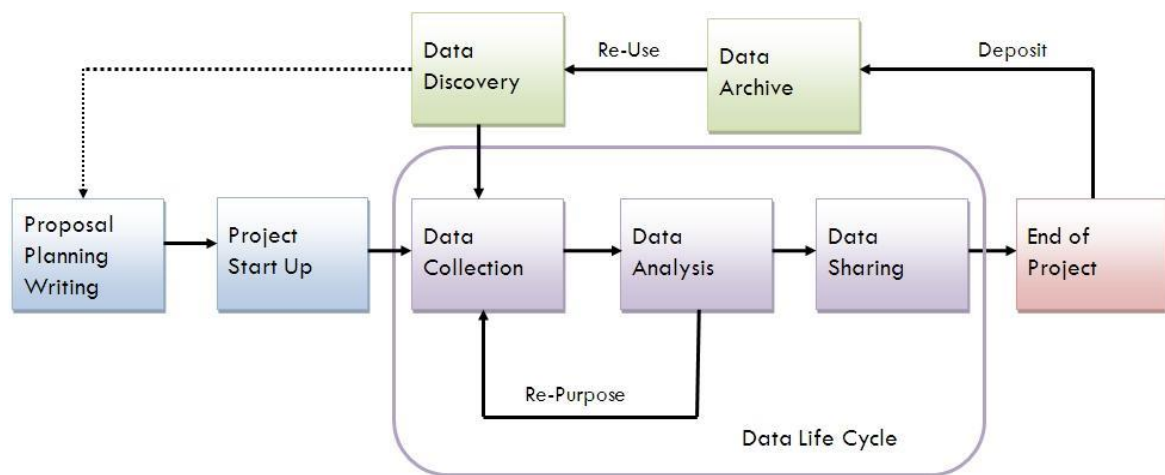 Data
Discovery
Re-Use
Data
Archive
Deposit
Proposal
Planning
Writing
Project
Start Up
Data
Collection
Data
Analysis
Data
Sharing
End of
Project
Re-Purpose
Data Life Cycle